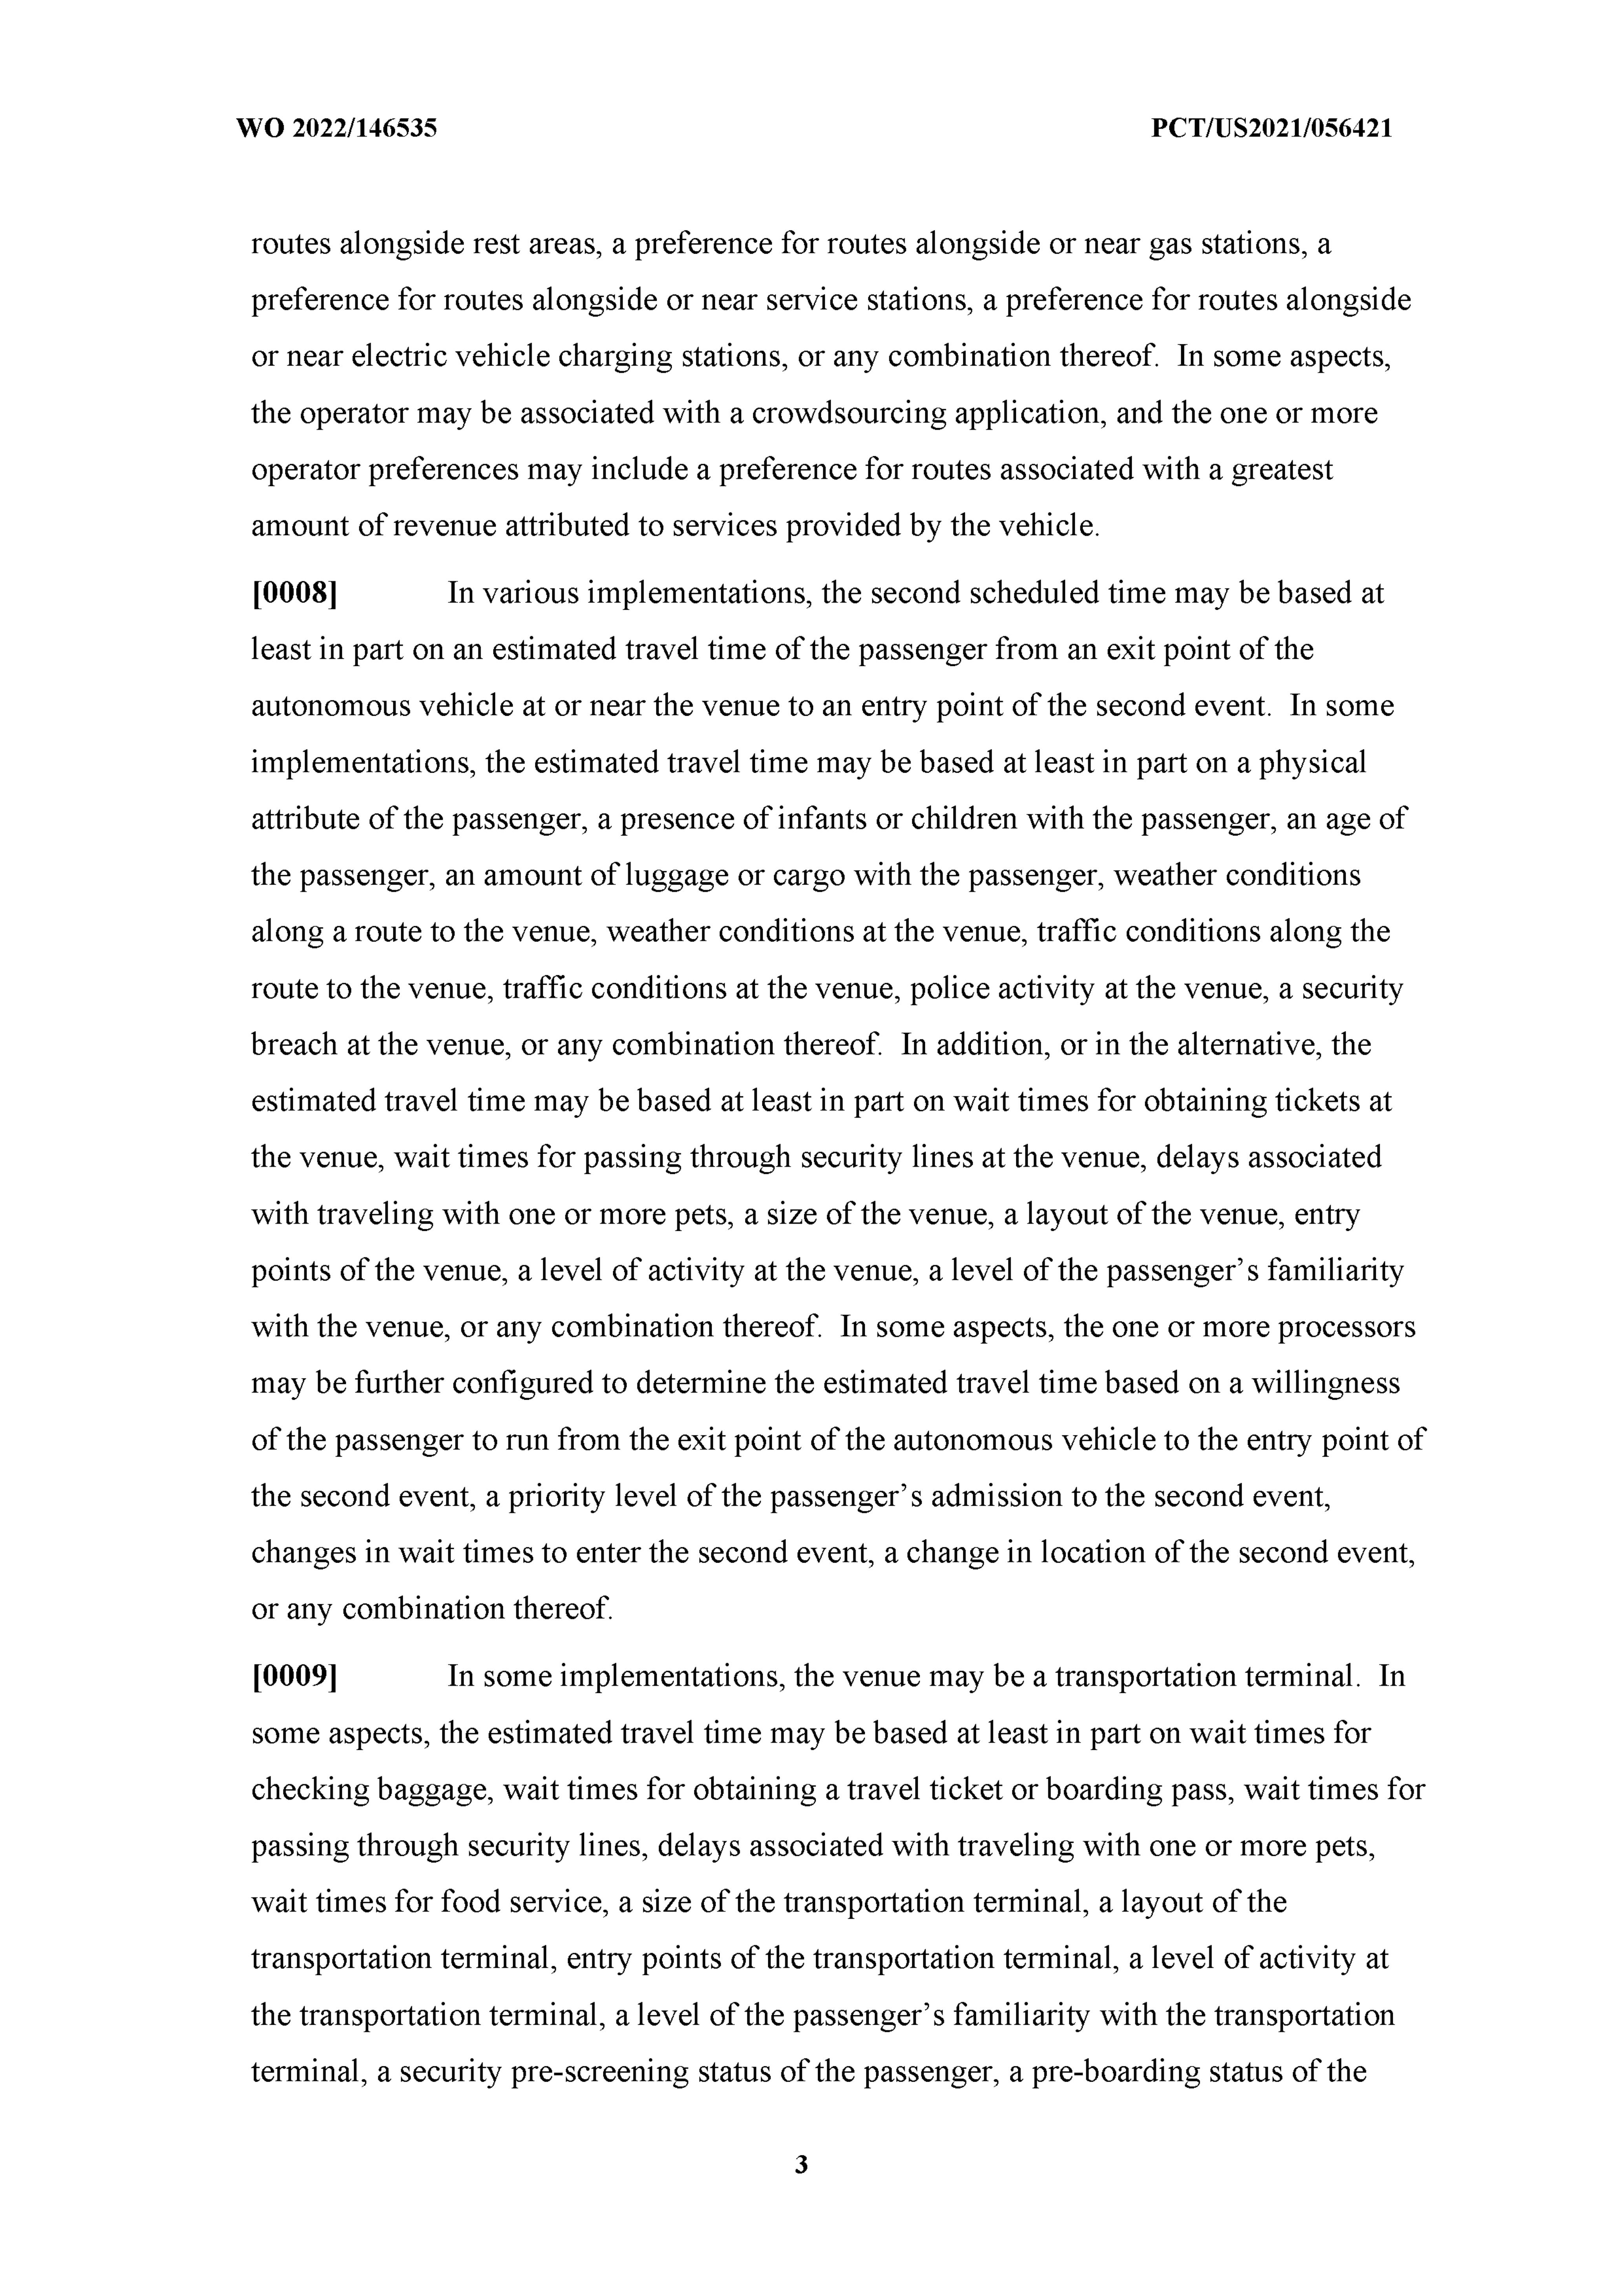 WO 2022/146535 PCT/US2021/056421
routes alongside rest areas, a preference for routes alongside or near gas stations, a
preference for routes alongside or near service stations, a preference for routes alongside
or near electric vehicle charging stations, or any combination thereof. In some aspects,
the operator may be associated with a crowdsourcing application, and the one or more
operator preferences may include a preference for routes associated with a greatest
amount of revenue attributed to services provided by the vehicle.
[0008] In various implementations, the second scheduled time may be based at
least in part on an estimated travel time of the passenger from an exit point of the
autonomous vehicle at or near the venue to an entry point of the second event. In some
implementations, the estimated travel time may be based at least in part on a physical
attribute of the passenger, a presence of infants or children with the passenger, an age of
the passenger, an amount of luggage or cargo with the passenger, weather conditions
along a route to the venue, weather conditions at the venue, traffic conditions along the
route to the venue, traffic conditions at the venue, police activity at the venue, a security
breach at the venue, or any combination thereof. In addition, or in the alternative, the
estimated travel time may be based at least in part on wait times for obtaining tickets at
the venue, wait times for passing through security lines at the venue, delays associated
with traveling with one or more pets, a size of the venue, a layout of the venue, entry
points of the venue, a level of activity at the venue, a level of the passenger’s familiarity
with the venue, or any combination thereof. In some aspects, the one or more processors
may be further configured to determine the estimated travel time based on a willingness
of the passenger to run from the exit point of the autonomous vehicle to the entry point of
the second event, a priority level of the passenger’s admission to the second event,
changes in wait times to enter the second event, a change in location of the second event,
or any combination thereof.
[0009] In some implementations, the venue may be a transportation terminal. In
some aspects, the estimated travel time may be based at least in part on wait times for
checking baggage, wait times for obtaining a travel ticket or boarding pass, wait times for
passing through security lines, delays associated with traveling with one or more pets,
wait times for food service, a size of the transportation terminal, a layout of the
transportation terminal, entry points of the transportation terminal, a level of activity at
the transportation terminal, a level of the passenger’s familiarity with the transportation
terminal, a security pre-screening status of the passenger, a pre-boarding status of the
3